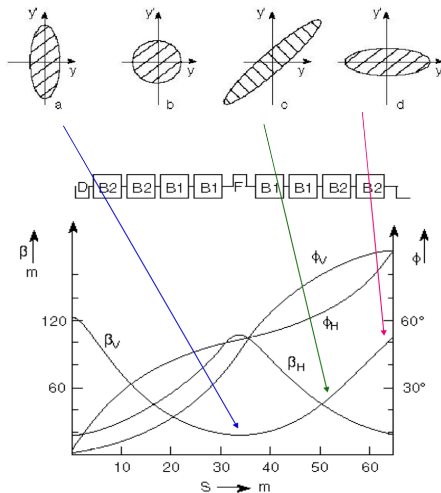 y' y' y' y'
y y y y
a b c d
D B2 B2 B1 B1 F B1 B1 B2 B2
β ϕ
m
ϕV
120 60°
βV ϕH
βH
60 30°
10 20 30 40 50 60
S m